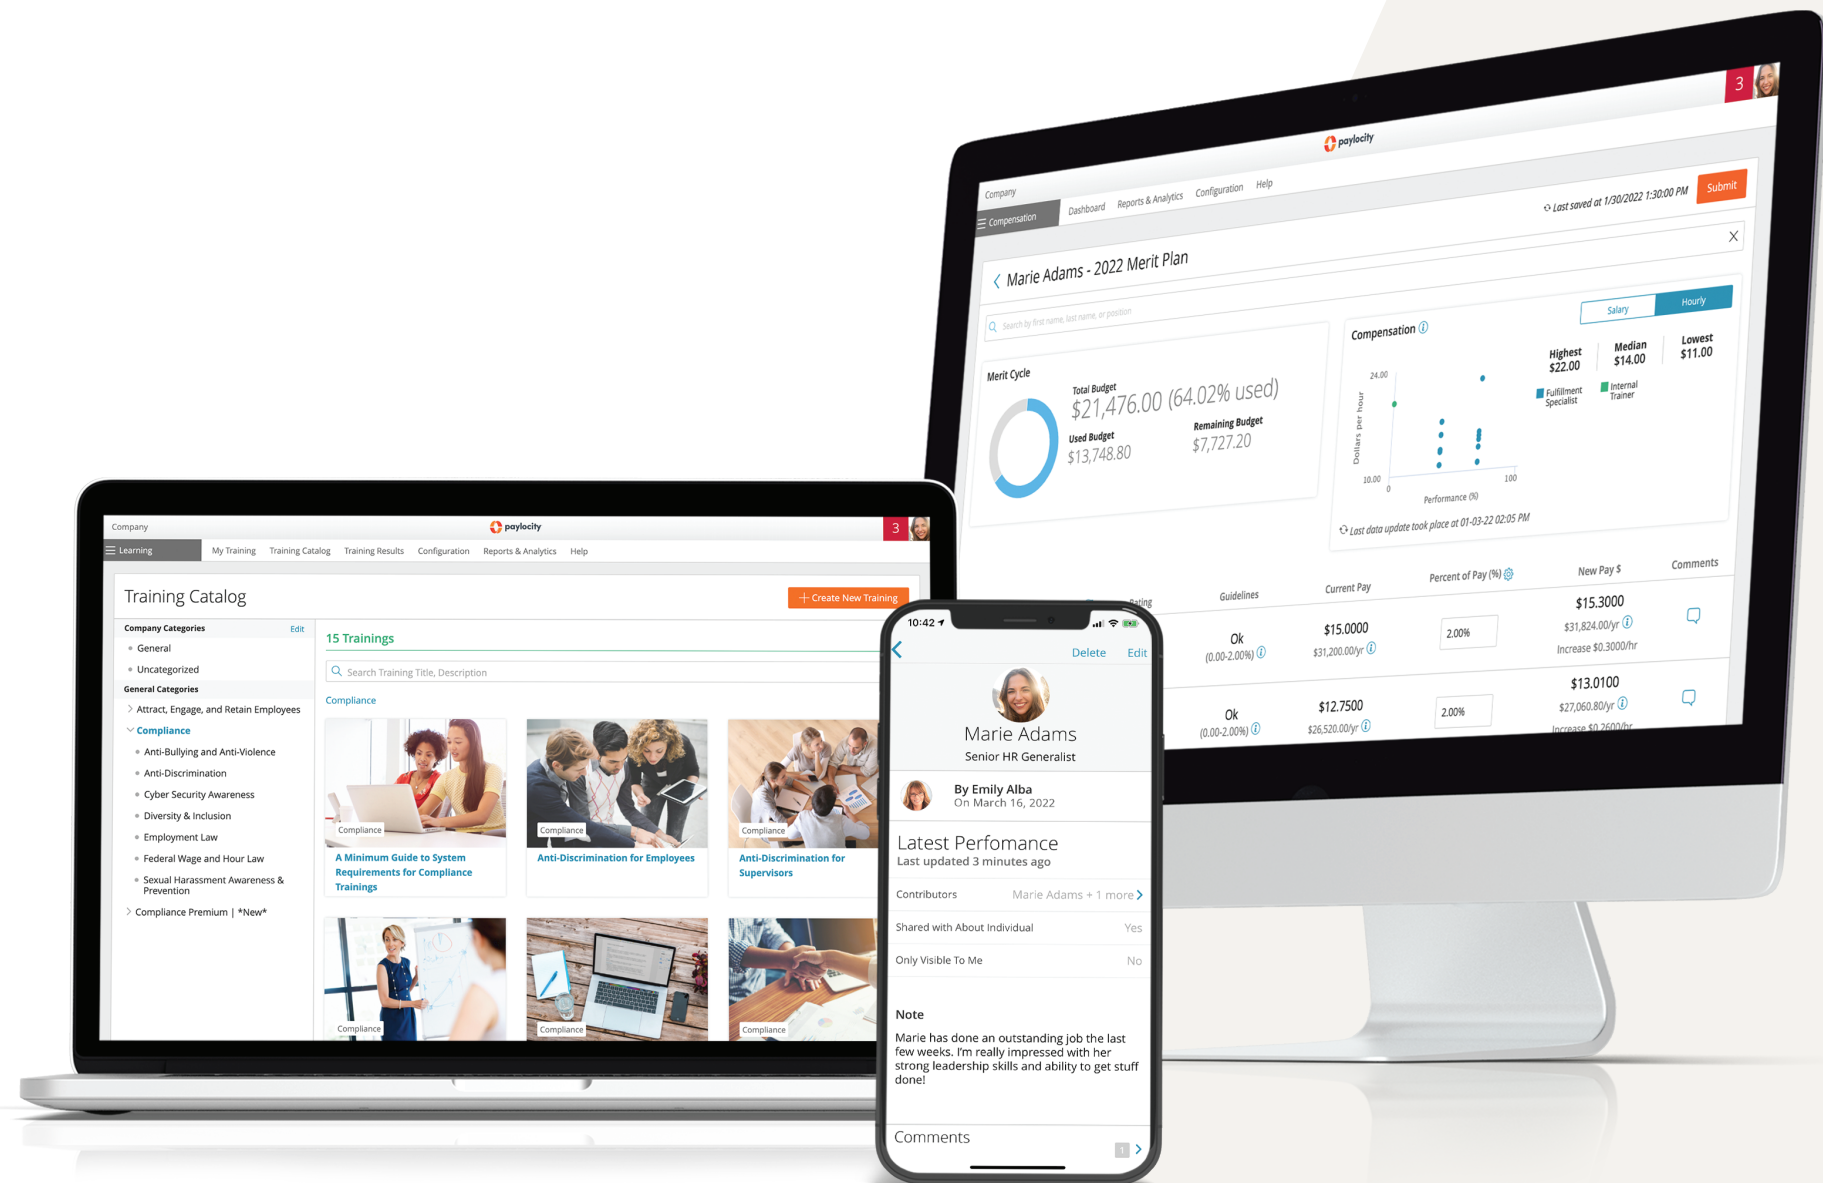 3
paylocity
Company
Compensation
Dashboard
Reports & Analytics
Configuration
Help
Last saved at 1/30/2022 1:30:00 PM
Submit
X
Marie Adams - 2022 Merit Plan
Search by first name, last name, or position
Merit Cycle
Total Budget
$21,476.00 (64.02% used)
Used Budget
$13,748.80
Remaining Budget
$7,727.20
Compensation
Salary
Hourly
Highest
$22.00
Median
$14.00
Lowest
$11.00
Fulfillment
Specialist
Internal
Trainer
24.00
Dollars per hour
10.00
0
100
Performance (%)
Last data update took place at 01-03-22 02:05 PM
Rating
Guidelines
Current Pay
Percent of Pay (%)
New Pay $
Comments
Ok
(0.00-2.00%)
$15.0000
$31,200.00/yr
2.00%
$15.3000
$31,824.00/yr
Increase $0.3000/hr
Ok
(0.00-2.00%)
$12.7500
$26,520.00/yr
2.00%
$13.0100
$27,060.80/yr
Increase $0.2600/hr
Company
paylocity
3
Learning
My Training
Training Catalog
Training Results
Configuration
Reports & Analytics
Help
Training Catalog
Create New Training
Company Categories
Edit
General
Uncategorized
General Categories
Attract, Engage, and Retain Employees
Compliance
Anti-Bullying and Anti-Violence
Anti-Discrimination
Cyber Security Awareness
Diversity & Inclusion
Employment Law
Federal Wage and Hour Law
Sexual Harassment Awareness &
Prevention
Compliance Premium | *New*
15 Trainings
Search Training Title, Description
Compliance
Compliance
A Minimum Guide to System
Requirements for Compliance
Trainings
Compliance
Anti-Discrimination for Employees
Compliance
Anti-Discrimination for
Supervisors
Compliance
Compliance
Compliance
10:42
Delete
Edit
Marie Adams
Senior HR Generalist
By Emily Alba
On March 16, 2022
Latest Perfomance
Last updated 3 minutes ago
Contributors
Marie Adams + 1 more
Shared with About Individual
Yes
Only Visible To Me
No
Note
Marie has done an outstanding job the last
few weeks. I'm really impressed with her
strong leadership skills and ability to get stuff
done!
Comments
1